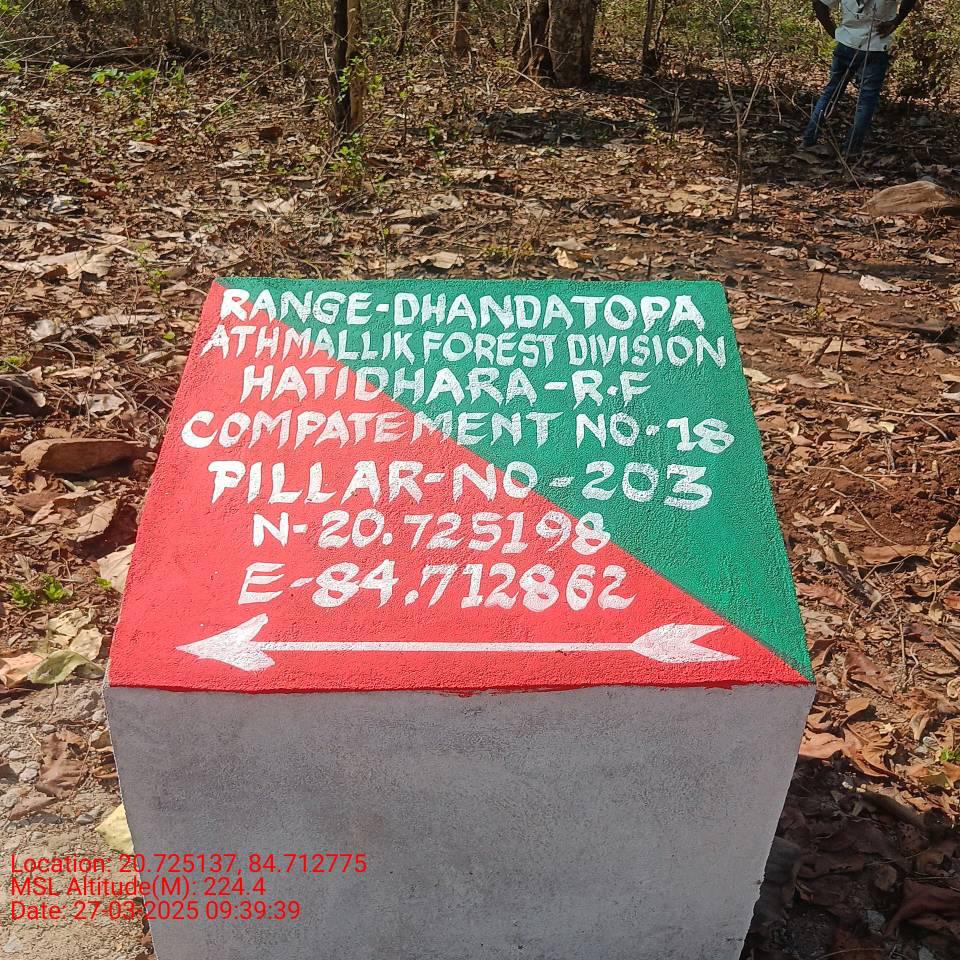 RANGE-DHANDATOPA
ATHMALLIK FOREST DIVISION
HATIDHARA-R.F
COMPATEMENT NO-18
PILLAR-NO-203
N-20.725198
E-84.712862
Location: 20.725137, 84.712775
MSL Altitude(M): 224.4
Date: 27-03-2025 09:39:39